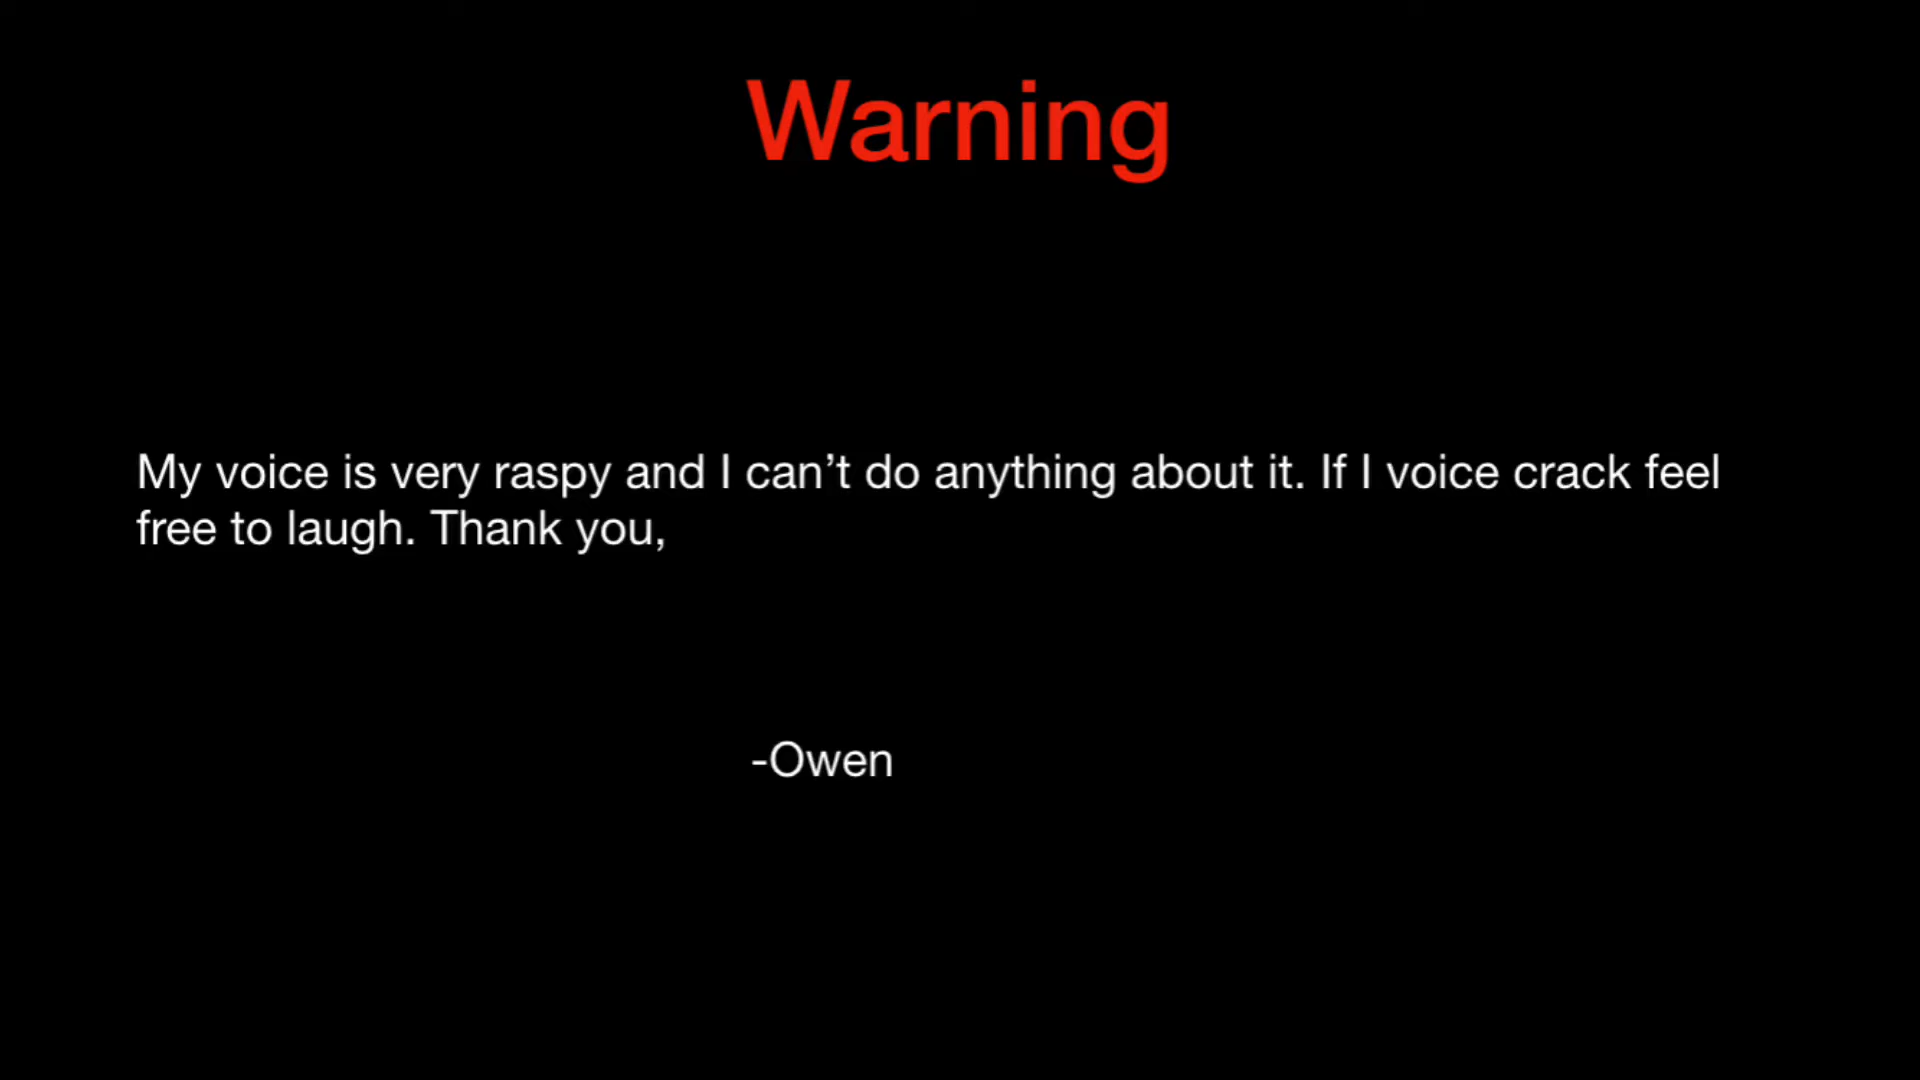 Warning
My voice is very raspy and I can’t do anything about it. If I voice crack feel
free to laugh. Thank you,
-Owen